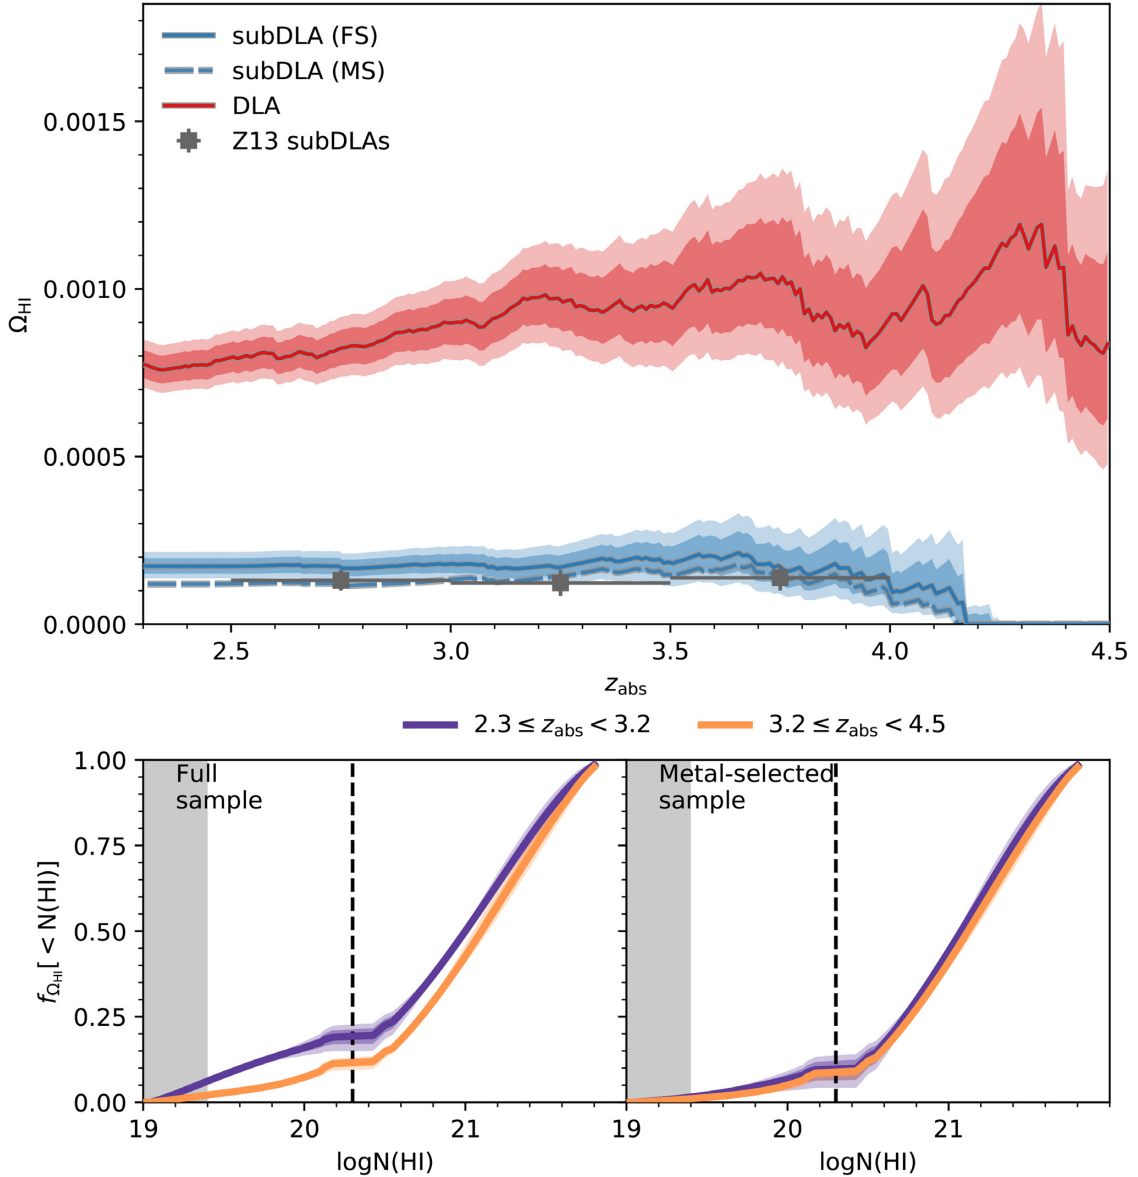 subDLA (FS)
subDLA (MS)
DLA
Z13 subDLAs
0.0015
0.0010
0.0005
0.0000
Ω_HI
2.5 3.0 3.5 4.0 4.5
z_abs
2.3 ≤ z_abs < 3.2 3.2 ≤ z_abs < 4.5
1.00
0.75
0.50
0.25
0.00
f_Ω_HI [ < N(HI)]
Full
sample
Metal-selected
sample
19 20 21 19 20 21
logN(HI) logN(HI)